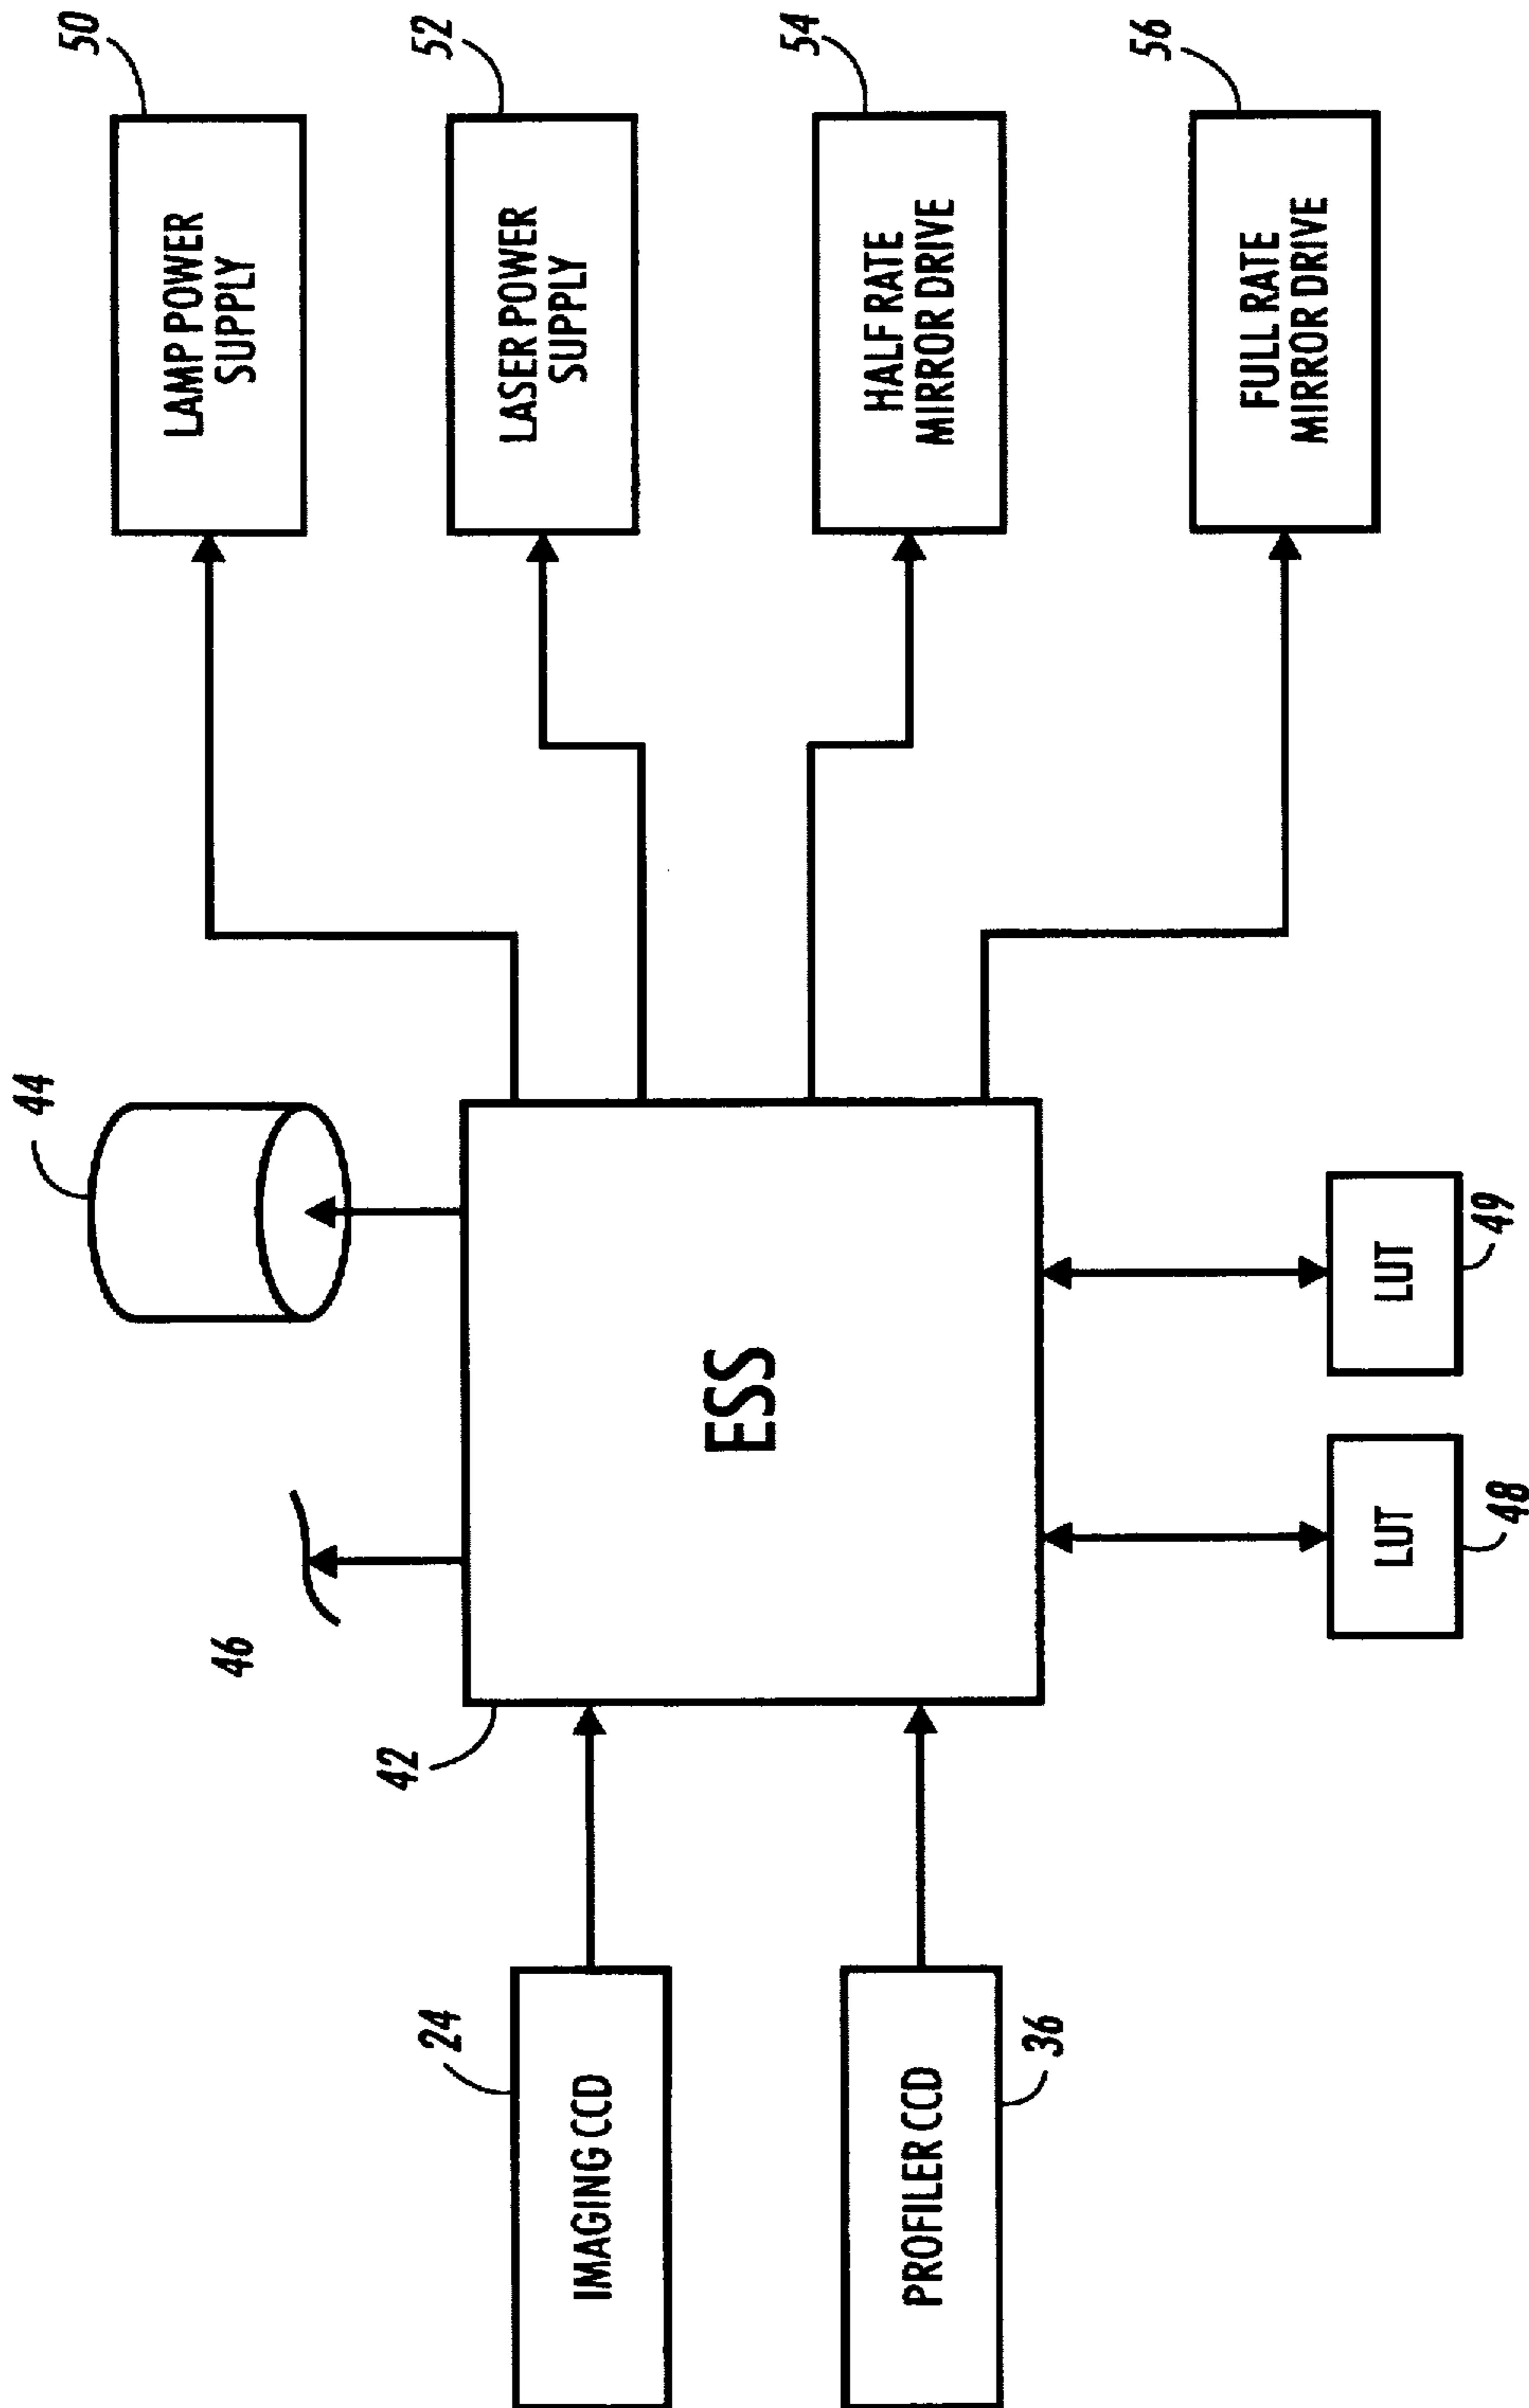 44
50
LAMP POWER
SUPPLY
46
52
LASER POWER
SUPPLY
42
ESS
24
IMAGING CCD
54
HALF RATE
MIRROR DRIVE
PROFILER CCD
36
56
FULL RATE
MIRROR DRIVE
LUT
48
LUT
49